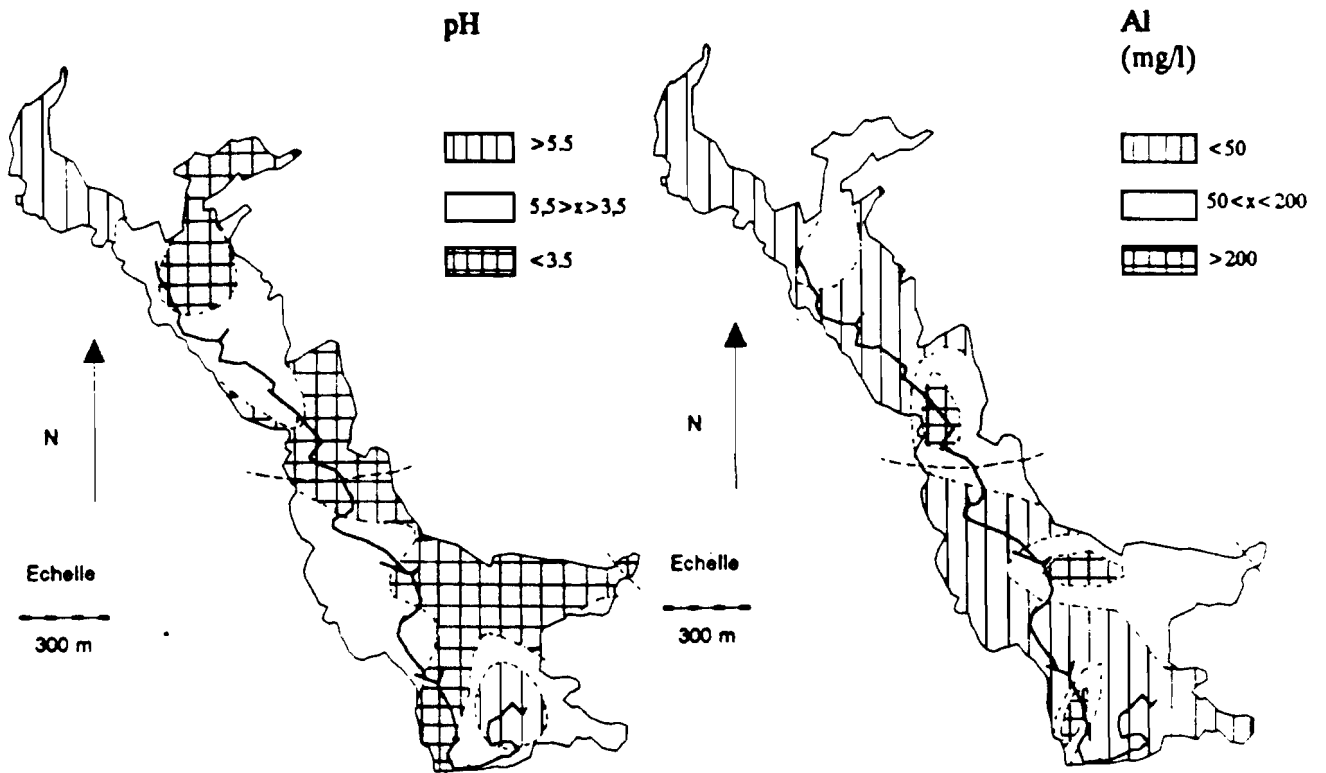 pH
>5.5
5,5>x>3,5
<3.5
N
Echelle
300 m
Al
(mg/l)
<50
50<x<200
>200
N
Echelle
300 m